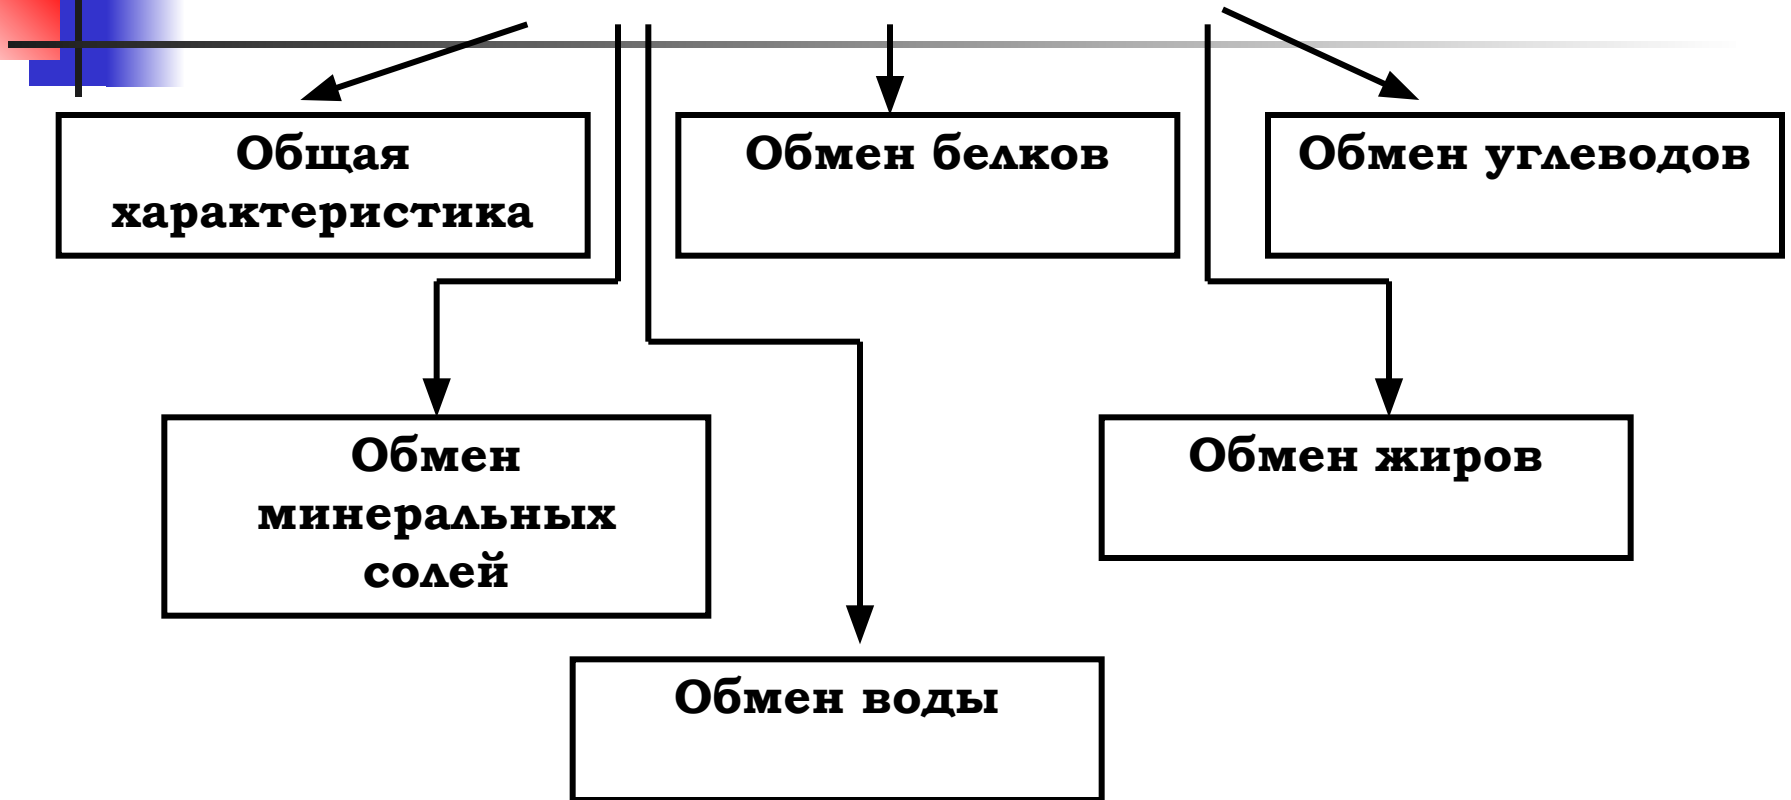 Общая
характеристика
Обмен белков
Обмен углеводов
Обмен
минеральных
солей
Обмен жиров
Обмен воды